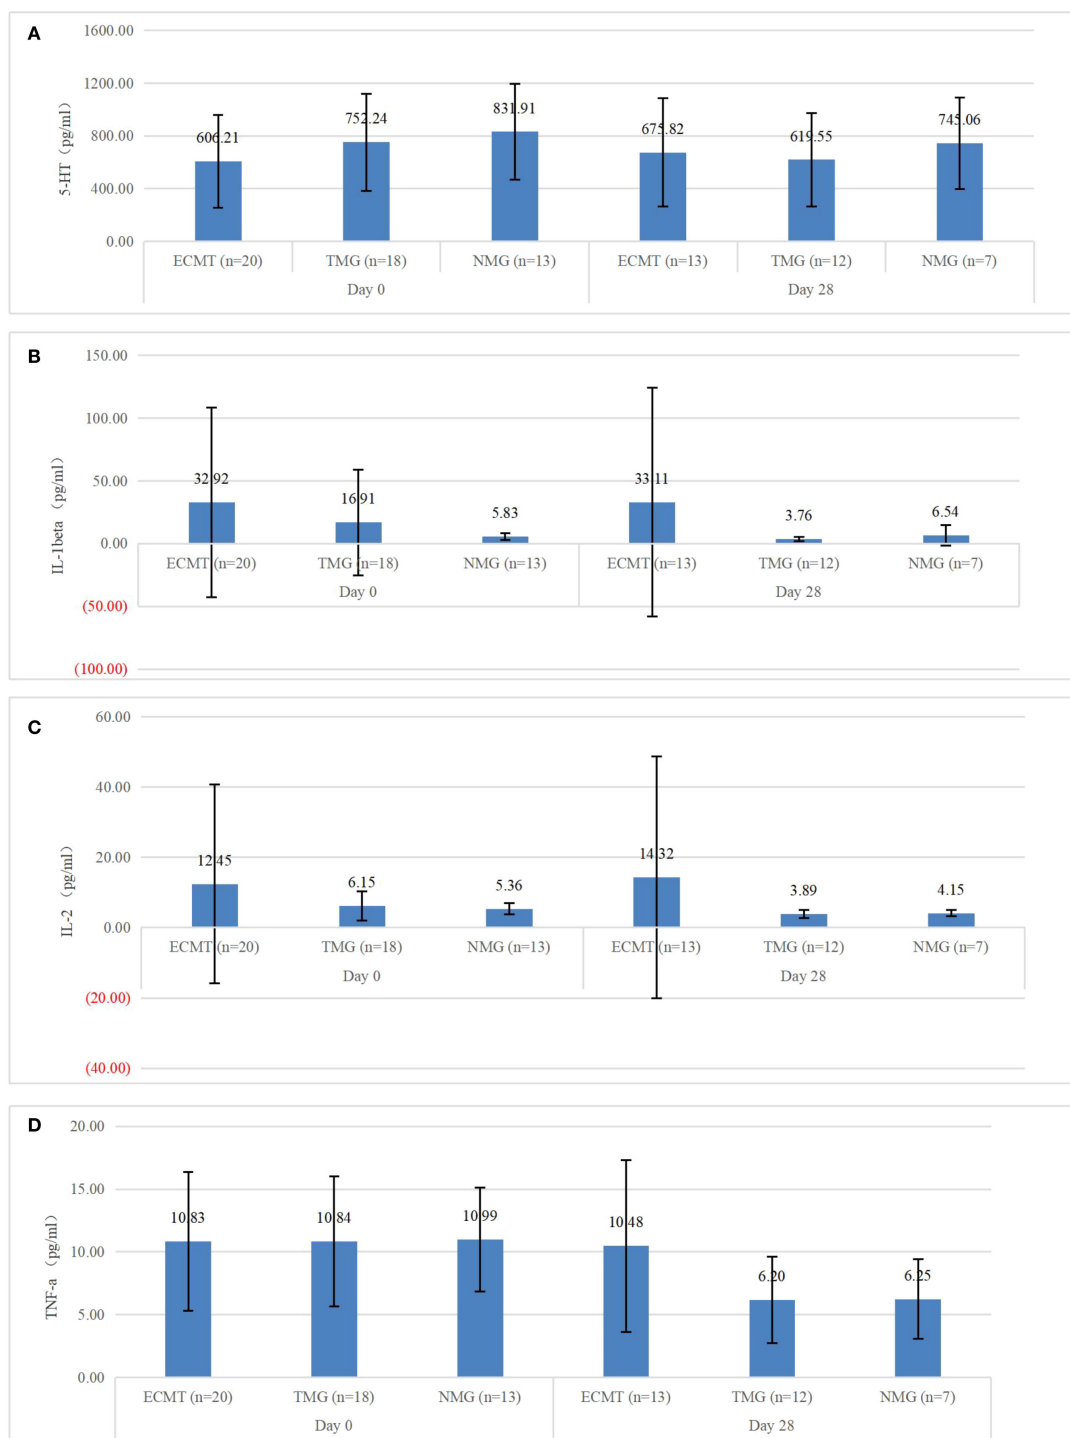 A
1600.00
1200.00
800.00
400.00
0.00
5-HT（pg/ml）
606.21
752.24
831.91
675.82
619.55
745.06
ECMT (n=20)
TMG (n=18)
NMG (n=13)
ECMT (n=13)
TMG (n=12)
NMG (n=7)
Day 0
Day 28
B
150.00
100.00
50.00
0.00
(50.00)
(100.00)
IL-1beta（pg/ml）
32.92
16.91
5.83
33.11
3.76
6.54
ECMT (n=20)
TMG (n=18)
NMG (n=13)
ECMT (n=13)
TMG (n=12)
NMG (n=7)
Day 0
Day 28
C
60.00
40.00
20.00
0.00
(20.00)
(40.00)
IL-2（pg/ml）
12.45
6.15
5.36
14.32
3.89
4.15
ECMT (n=20)
TMG (n=18)
NMG (n=13)
ECMT (n=13)
TMG (n=12)
NMG (n=7)
Day 0
Day 28
D
20.00
15.00
10.00
5.00
0.00
TNF-a（pg/ml）
10.83
10.84
10.99
10.48
6.20
6.25
ECMT (n=20)
TMG (n=18)
NMG (n=13)
ECMT (n=13)
TMG (n=12)
NMG (n=7)
Day 0
Day 28